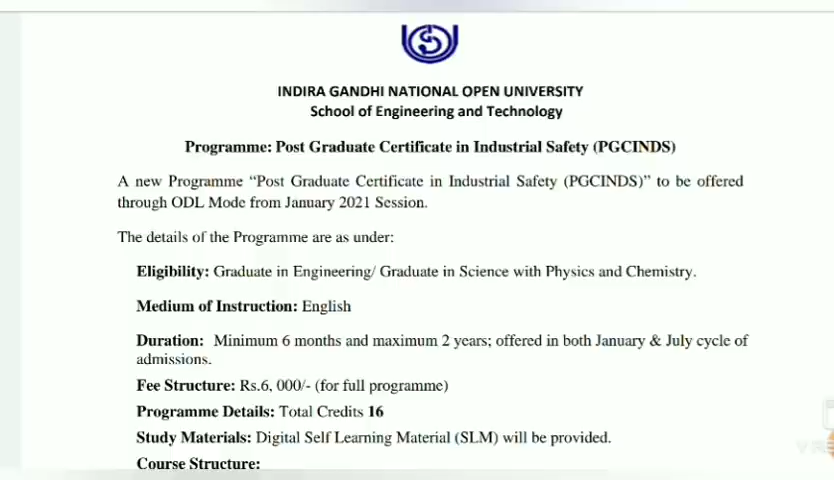 INDIRA GANDHI NATIONAL OPEN UNIVERSITY
School of Engineering and Technology
Programme: Post Graduate Certificate in Industrial Safety (PGCINDS)
A new Programme “Post Graduate Certificate in Industrial Safety (PGCINDS)” to be offered
through ODL Mode from January 2021 Session.
The details of the Programme are as under:
Eligibility: Graduate in Engineering/ Graduate in Science with Physics and Chemistry.
Medium of Instruction: English
Duration: Minimum 6 months and maximum 2 years; offered in both January & July cycle of
admissions.
Fee Structure: Rs.6, 000/- (for full programme)
Programme Details: Total Credits 16
Study Materials: Digital Self Learning Material (SLM) will be provided.
Course Structure: